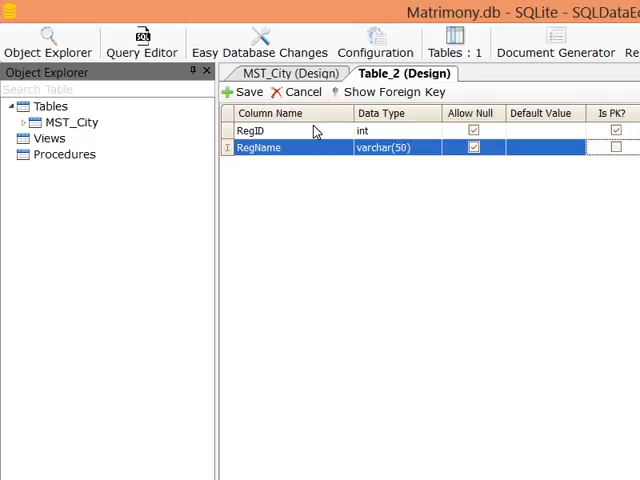 Matrimony.db - SQLite - SQLDataEd
Object Explorer
Query Editor
Easy Database Changes
Configuration
Tables : 1
Document Generator
Re
Object Explorer
MST_City (Design)
Table_2 (Design)
Search Table
Save Cancel Show Foreign Key
Tables
MST_City
Views
Procedures
Column Name Data Type Allow Null Default Value Is PK?
RegID int
RegName varchar(50)